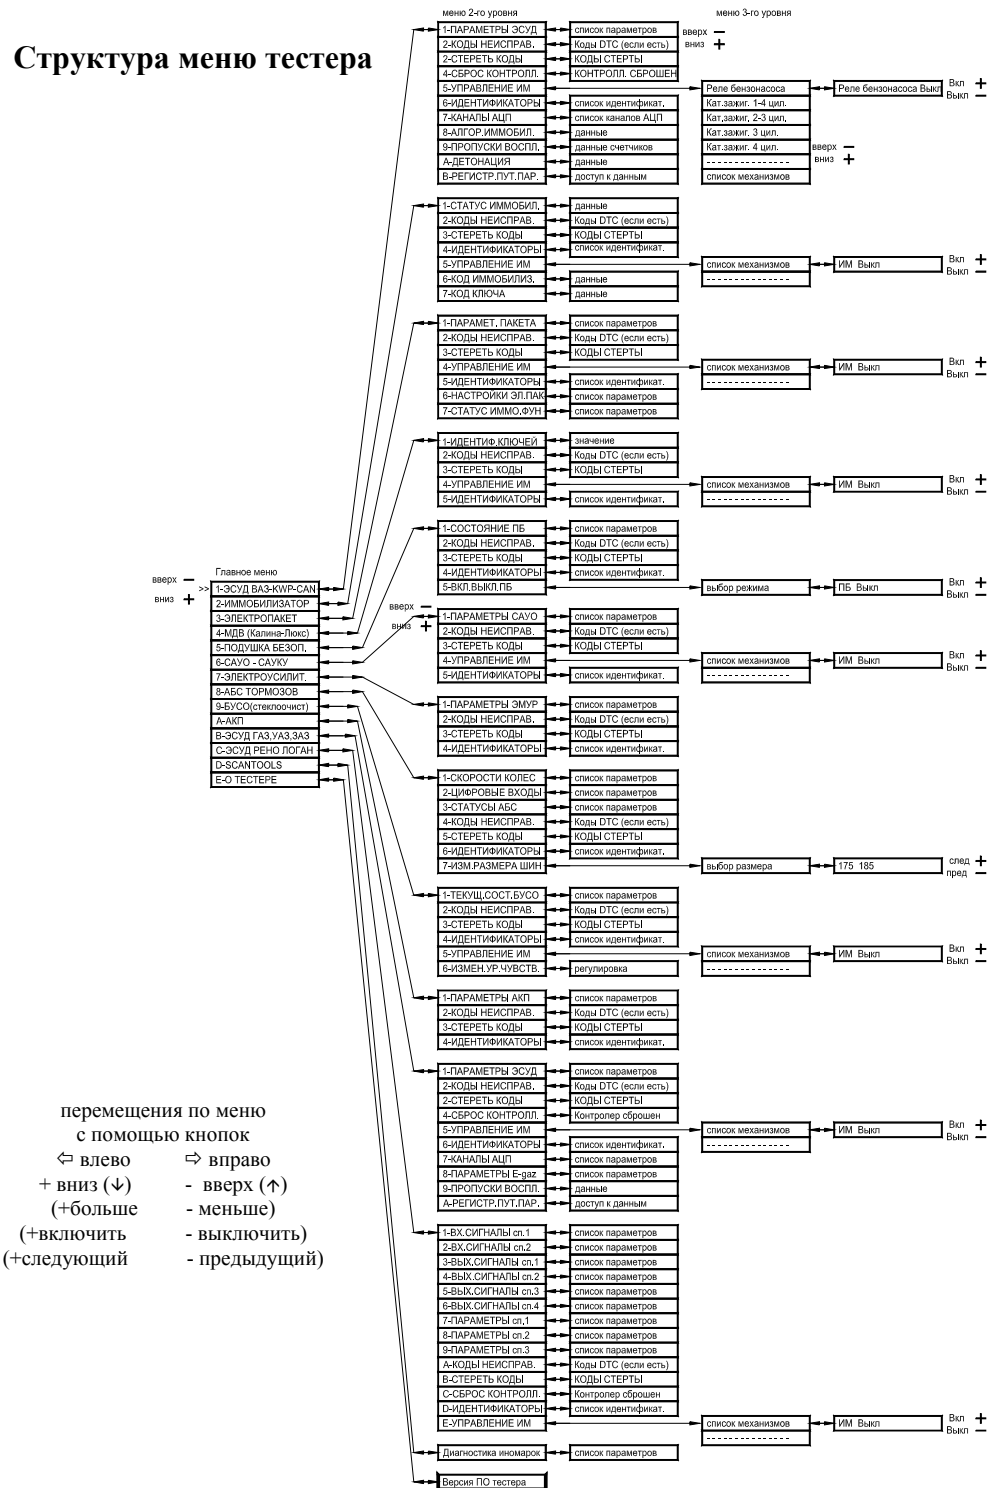 Структура меню тестера
меню 2-го уровня
меню 3-го уровня
1-ПАРАМЕТРЫ ЭСУД список параметров
вверх −
вниз +
2-КОДЫ НЕИСПРАВ. Коды DTC (если есть)
2-СТЕРЕТЬ КОДЫ КОДЫ СТЕРТЫ
4-СБРОС КОНТРОЛЛ. КОНТРОЛЛ. СБРОШЕН
5-УПРАВЛЕНИЕ ИМ Реле бензонасоса Реле бензонасоса Выкл
Вкл +
Выкл −
6-ИДЕНТИФИКАТОРЫ список идентификат. Кат.зажиг. 1-4 цил.
7-КАНАЛЫ АЦП список каналов АЦП Кат.зажиг. 2-3 цил.
8-АЛГОР.ИММОБИЛ. данные Кат.зажиг. 3 цил.
9-ПРОПУСКИ ВОСПЛ. данные счетчиков Кат.зажиг. 4 цил.
вверх −
вниз +
А-ДЕТОНАЦИЯ данные - - - - - - - - - - - - - -
В-РЕГИСТР.ПУТ.ПАР. доступ к данным список механизмов
1-СТАТУС ИММОБИЛ. данные
2-КОДЫ НЕИСПРАВ. Коды DTC (если есть)
3-СТЕРЕТЬ КОДЫ КОДЫ СТЕРТЫ
4-ИДЕНТИФИКАТОРЫ список идентификат.
5-УПРАВЛЕНИЕ ИМ список механизмов ИМ Выкл
Вкл +
Выкл −
6-КОД ИММОБИЛИЗ. данные - - - - - - - - - - - - - -
7-КОД КЛЮЧА данные
1-ПАРАМЕТ. ПАКЕТА список параметров
2-КОДЫ НЕИСПРАВ. Коды DTC (если есть)
3-СТЕРЕТЬ КОДЫ КОДЫ СТЕРТЫ
4-УПРАВЛЕНИЕ ИМ список механизмов ИМ Выкл
Вкл +
Выкл −
5-ИДЕНТИФИКАТОРЫ список идентификат. - - - - - - - - - - - - - -
6-НАСТРОЙКИ ЭЛ.ПАК список параметров
7-СТАТУС ИММО.ФУН список параметров
1-ИДЕНТИФ.КЛЮЧЕЙ значение
2-КОДЫ НЕИСПРАВ. Коды DTC (если есть)
3-СТЕРЕТЬ КОДЫ КОДЫ СТЕРТЫ
4-УПРАВЛЕНИЕ ИМ список механизмов ИМ Выкл
Вкл +
Выкл −
5-ИДЕНТИФИКАТОРЫ список идентификат. - - - - - - - - - - - - - -
1-СОСТОЯНИЕ ПБ список параметров
2-КОДЫ НЕИСПРАВ. Коды DTC (если есть)
3-СТЕРЕТЬ КОДЫ КОДЫ СТЕРТЫ
4-ИДЕНТИФИКАТОРЫ список идентификат.
5-ВКЛ.ВЫКЛ.ПБ выбор режима ПБ Выкл
Вкл +
Выкл −
Главное меню
вверх −
вниз +
>> 1-ЭСУД ВАЗ-KWP-CAN
2-ИММОБИЛИЗАТОР
3-ЭЛЕКТРОПАКЕТ
4-МДВ (Калина-Люкс)
5-ПОДУШКА БЕЗОП.
6-САУО - САУКУ
7-ЭЛЕКТРОУСИЛИТ.
8-АБС ТОРМОЗОВ
9-БУСО(стеклоочист)
А-АКП
В-ЭСУД ГАЗ,УАЗ,ЗАЗ
С-ЭСУД РЕНО ЛОГАН
D-SCANTOOLS
Е-О ТЕСТЕРЕ
вверх −
вниз +
1-ПАРАМЕТРЫ САУО список параметров
2-КОДЫ НЕИСПРАВ. Коды DTC (если есть)
3-СТЕРЕТЬ КОДЫ КОДЫ СТЕРТЫ
4-УПРАВЛЕНИЕ ИМ список механизмов ИМ Выкл
Вкл +
Выкл −
5-ИДЕНТИФИКАТОРЫ список идентификат. - - - - - - - - - - - - - -
1-ПАРАМЕТРЫ ЭМУР список параметров
2-КОДЫ НЕИСПРАВ. Коды DTC (если есть)
3-СТЕРЕТЬ КОДЫ КОДЫ СТЕРТЫ
4-ИДЕНТИФИКАТОРЫ список идентификат.
1-СКОРОСТИ КОЛЕС список параметров
2-ЦИФРОВЫЕ ВХОДЫ список параметров
3-СТАТУСЫ АБС список параметров
4-КОДЫ НЕИСПРАВ. Коды DTC (если есть)
5-СТЕРЕТЬ КОДЫ КОДЫ СТЕРТЫ
6-ИДЕНТИФИКАТОРЫ список идентификат.
7-ИЗМ.РАЗМЕРА ШИН выбор размера 175 185
след +
пред −
1-ТЕКУЩ.СОСТ.БУСО список параметров
2-КОДЫ НЕИСПРАВ. Коды DTC (если есть)
3-СТЕРЕТЬ КОДЫ КОДЫ СТЕРТЫ
4-ИДЕНТИФИКАТОРЫ список идентификат.
5-УПРАВЛЕНИЕ ИМ список механизмов ИМ Выкл
Вкл +
Выкл −
6-ИЗМЕН.УР.ЧУВСТВ. регулировка - - - - - - - - - - - - - -
1-ПАРАМЕТРЫ АКП список параметров
2-КОДЫ НЕИСПРАВ. Коды DTC (если есть)
3-СТЕРЕТЬ КОДЫ КОДЫ СТЕРТЫ
4-ИДЕНТИФИКАТОРЫ список идентификат.
1-ПАРАМЕТРЫ ЭСУД список параметров
2-КОДЫ НЕИСПРАВ. Коды DTC (если есть)
2-СТЕРЕТЬ КОДЫ КОДЫ СТЕРТЫ
4-СБРОС КОНТРОЛЛ. Контролер сброшен
5-УПРАВЛЕНИЕ ИМ список механизмов ИМ Выкл
Вкл +
Выкл −
6-ИДЕНТИФИКАТОРЫ список идентификат. - - - - - - - - - - - - - -
7-КАНАЛЫ АЦП список параметров
8-ПАРАМЕТРЫ E-gaz список параметров
9-ПРОПУСКИ ВОСПЛ. данные
А-РЕГИСТР.ПУТ.ПАР. доступ к данным
перемещения по меню
с помощью кнопок
⇦ влево ⇨ вправо
+ вниз (↓) - вверх (↑)
(+больше - меньше)
(+включить - выключить)
(+следующий - предыдущий)
1-ВХ.СИГНАЛЫ сп.1 список параметров
2-ВХ.СИГНАЛЫ сп.2 список параметров
3-ВЫХ.СИГНАЛЫ сп.1 список параметров
4-ВЫХ.СИГНАЛЫ сп.2 список параметров
5-ВЫХ.СИГНАЛЫ сп.3 список параметров
6-ВЫХ.СИГНАЛЫ сп.4 список параметров
7-ПАРАМЕТРЫ сп.1 список параметров
8-ПАРАМЕТРЫ сп.2 список параметров
9-ПАРАМЕТРЫ сп.3 список параметров
А-КОДЫ НЕИСПРАВ. Коды DTC (если есть)
В-СТЕРЕТЬ КОДЫ КОДЫ СТЕРТЫ
С-СБРОС КОНТРОЛЛ. Контролер сброшен
D-ИДЕНТИФИКАТОРЫ список идентификат.
Е-УПРАВЛЕНИЕ ИМ список механизмов ИМ Выкл
Вкл +
Выкл −
- - - - - - - - - - - - - -
Диагностика иномарок список параметров
Версия ПО тестера